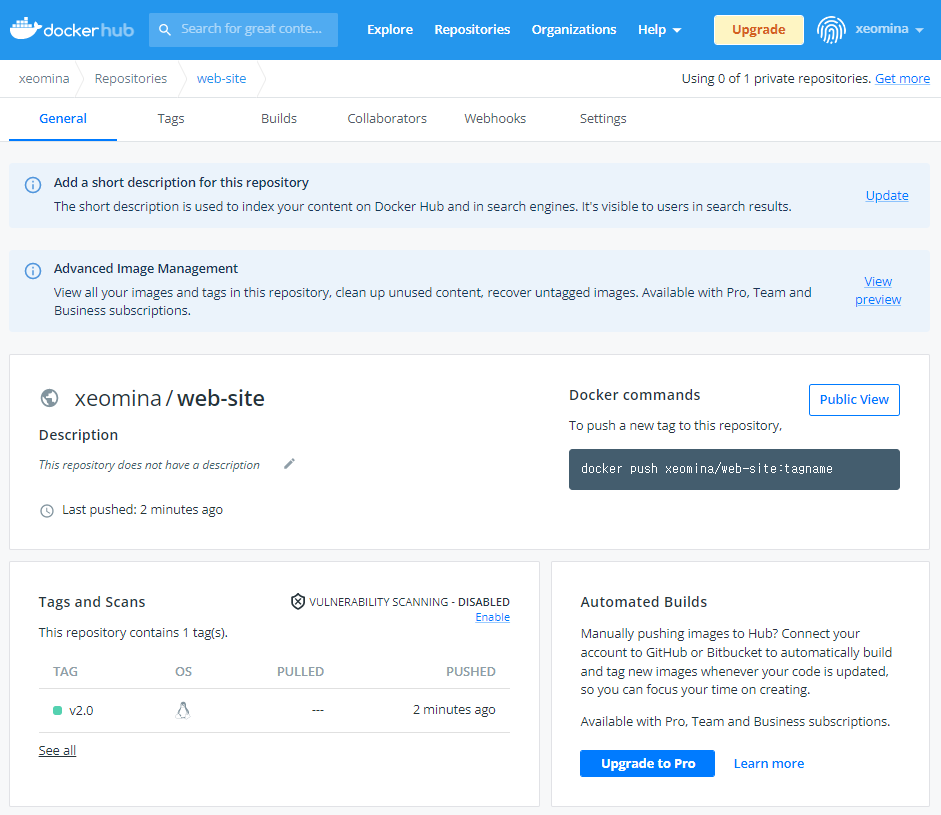 dockerhub
Search for great conte...
Explore
Repositories
Organizations
Help
Upgrade
xeomina
xeomina
Repositories
web-site
Using 0 of 1 private repositories. Get more
General
Tags
Builds
Collaborators
Webhooks
Settings
Add a short description for this repository
The short description is used to index your content on Docker Hub and in search engines. It's visible to users in search results.
Update
Advanced Image Management
View all your images and tags in this repository, clean up unused content, recover untagged images. Available with Pro, Team and
Business subscriptions.
View
preview
xeomina / web-site
Description
This repository does not have a description
Last pushed: 2 minutes ago
Docker commands
Public View
To push a new tag to this repository,
docker push xeomina/web-site:tagname
Tags and Scans
VULNERABILITY SCANNING - DISABLED
Enable
This repository contains 1 tag(s).
TAG
OS
PULLED
PUSHED
v2.0
---
2 minutes ago
See all
Automated Builds
Manually pushing images to Hub? Connect your
account to GitHub or Bitbucket to automatically build
and tag new images whenever your code is updated,
so you can focus your time on creating.
Available with Pro, Team and Business subscriptions.
Upgrade to Pro
Learn more